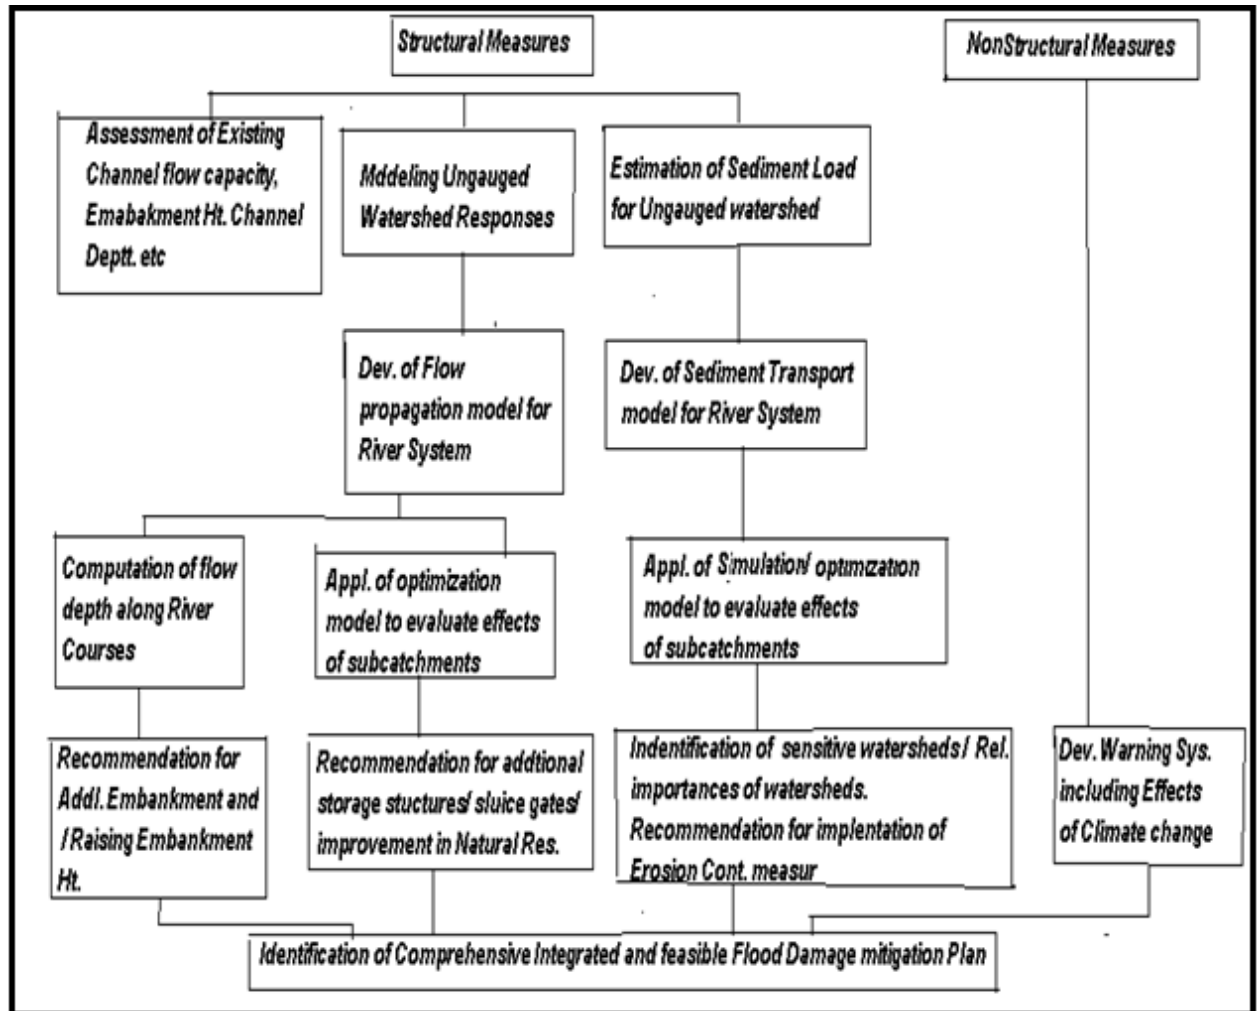 Structural Measures
NonStructural Measures
Assessment of Existing
Channel flow capacity,
Emabakment Ht. Channel
Deptt. etc
Mddeling Ungauged
Watershed Responses
Estimation of Sediment Load
for Ungauged watershed
Dev. of Flow
propagation model for
River System
Dev. of Sediment Transport
model for River System
Computation of flow
depth along River
Courses
Appl. of optimization
model to evaluate effects
of subcatchments
Appl. of Simulation/ optimization
model to evaluate effects
of subcatchments
Recommendation for
Addl. Embankment and
/ Raising Embankment
Ht.
Recommendation for addtional
storage stuctures/ sluice gates/
improvement in Natural Res.
Indentification of sensitive watersheds / Rel.
importances of watersheds.
Recommendation for implentation of
Erosion Cont. measur
Dev. Warning Sys.
including Effects
of Climate change
Identification of Comprehensive Integrated and feasible Flood Damage mitigation Plan